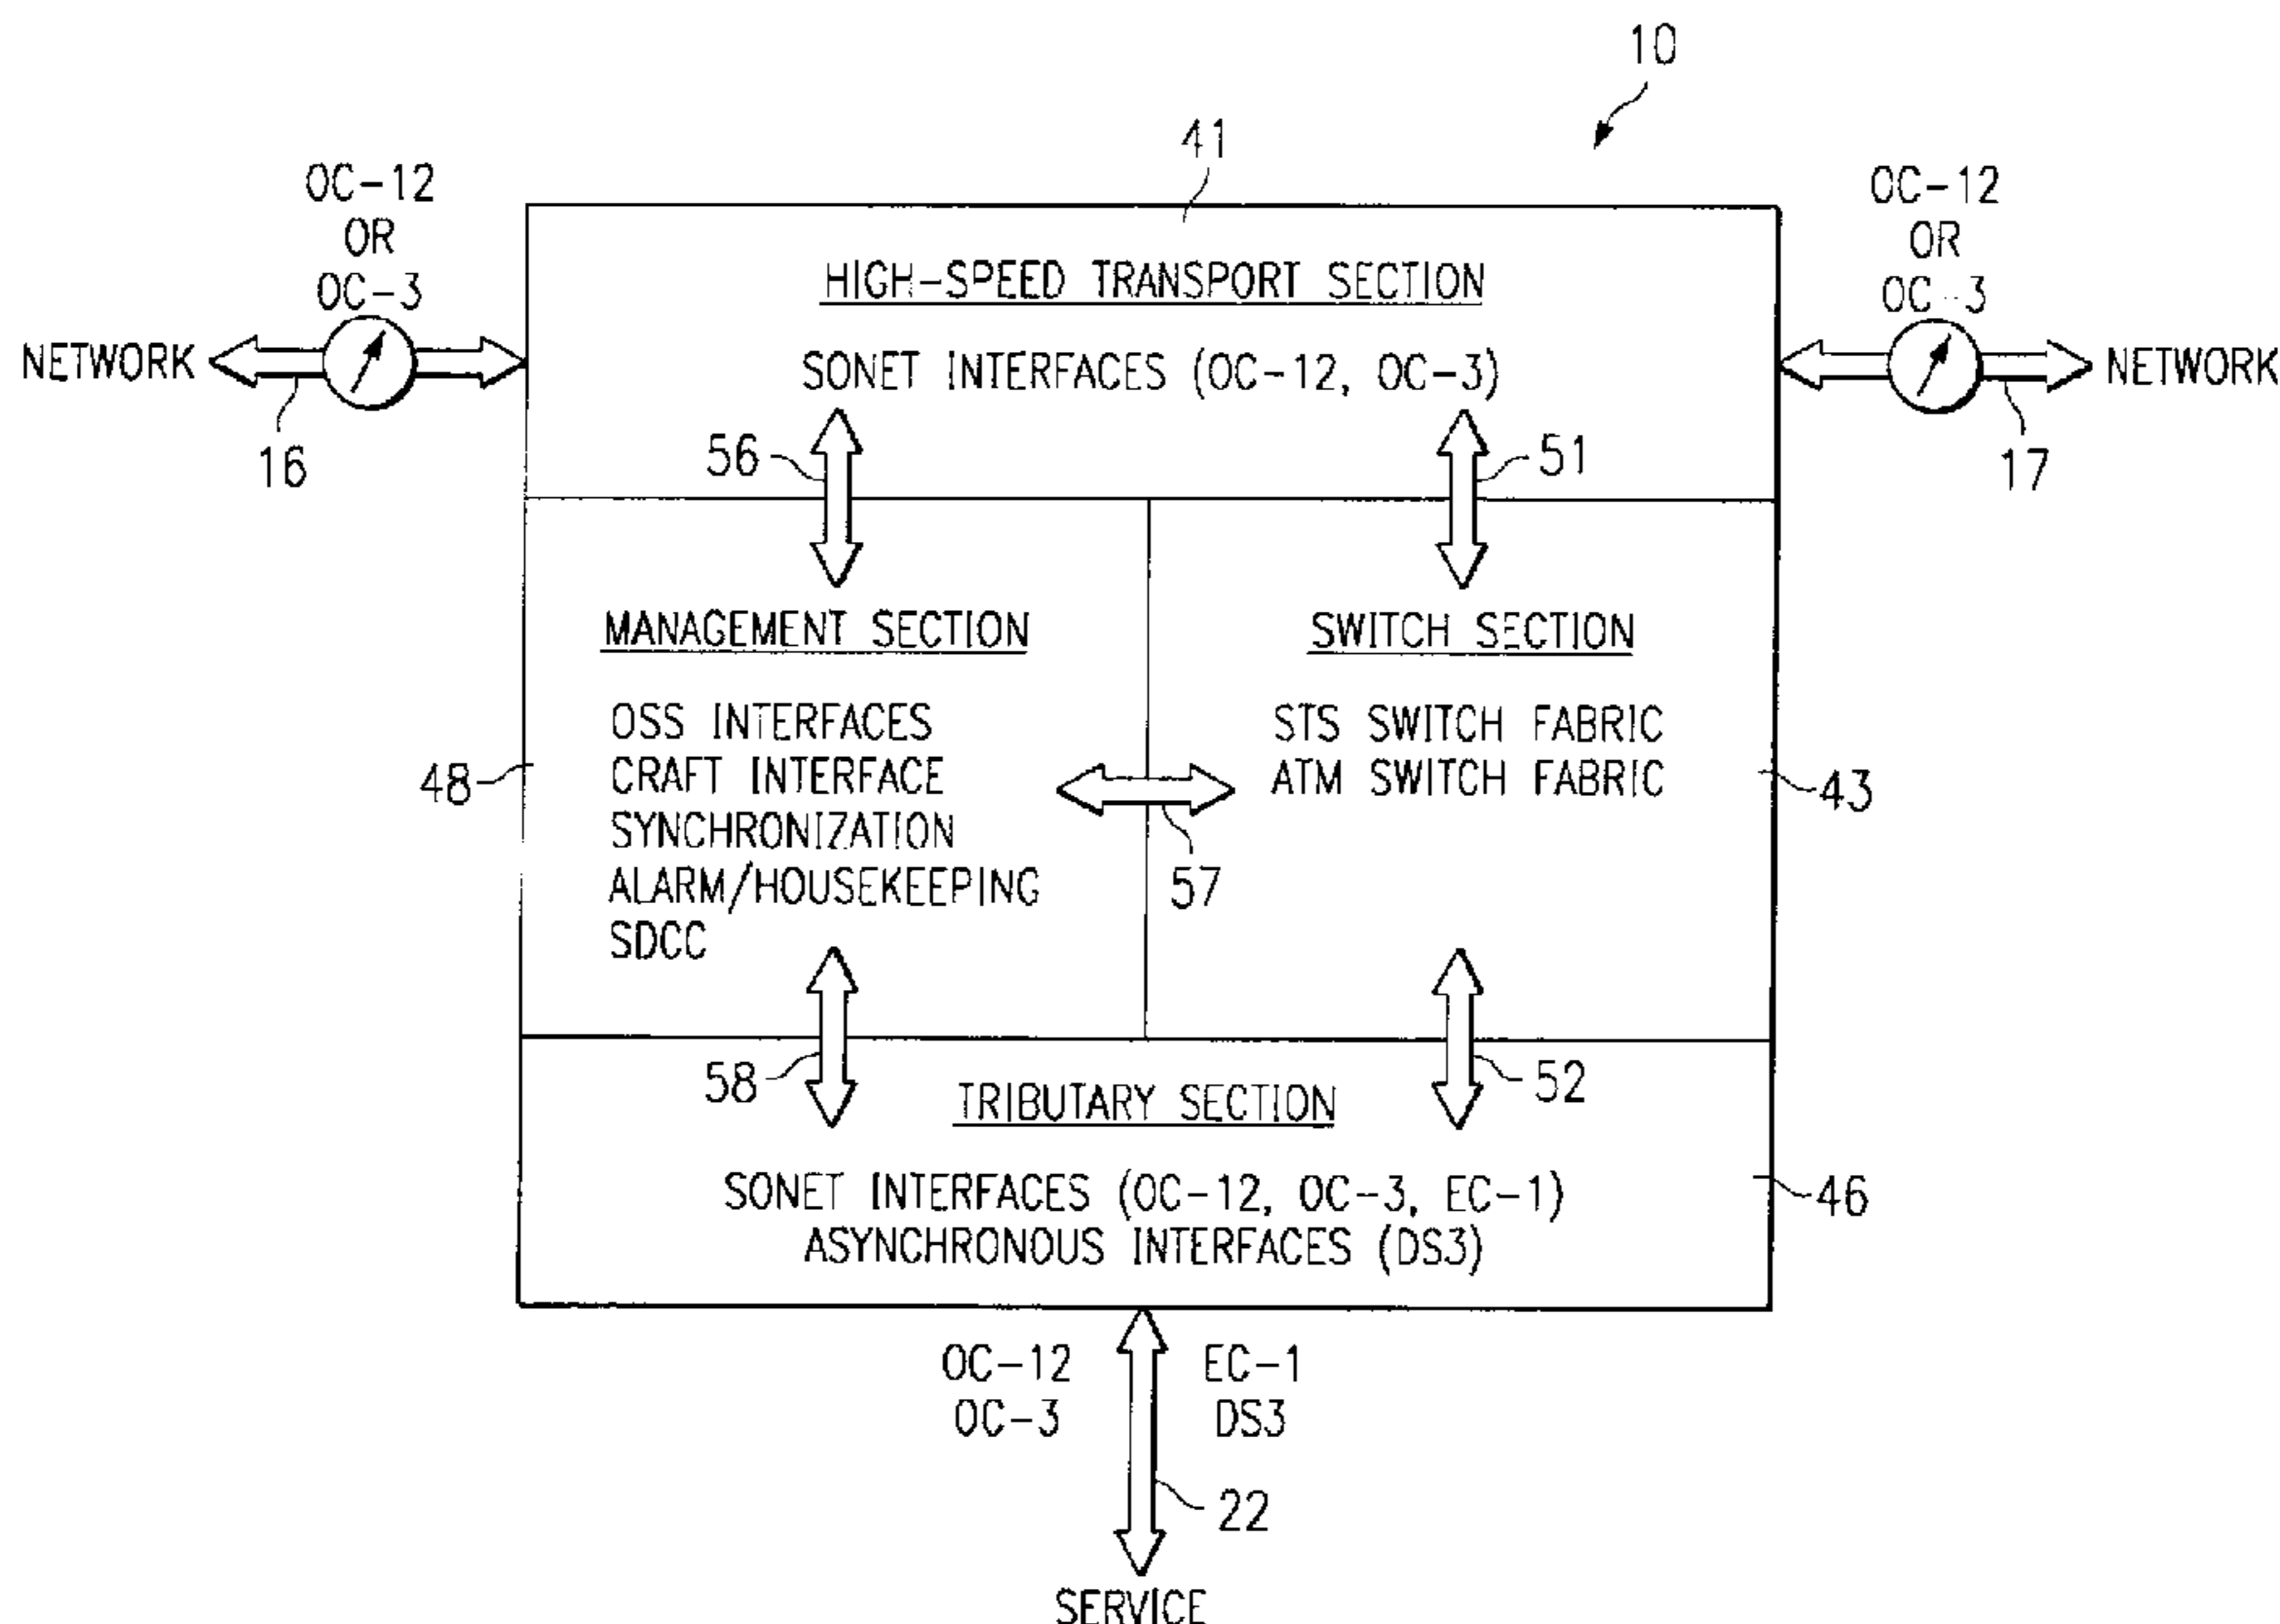 10
41
OC-12
OR
OC-3
OC-12
OR
OC-3
HIGH-SPEED TRANSPORT SECTION
NETWORK
SONET INTERFACES (OC-12, OC-3)
NETWORK
16
56
51
17
MANAGEMENT SECTION
OSS INTERFACES
CRAFT INTERFACE
SYNCHRONIZATION
ALARM/HOUSEKEEPING
SDCC
SWITCH SECTION
STS SWITCH FABRIC
ATM SWITCH FABRIC
48
43
57
58
52
TRIBUTARY SECTION
SONET INTERFACES (OC-12, OC-3, EC-1)
ASYNCHRONOUS INTERFACES (DS3)
46
OC-12
OC-3
EC-1
DS3
22
SERVICE